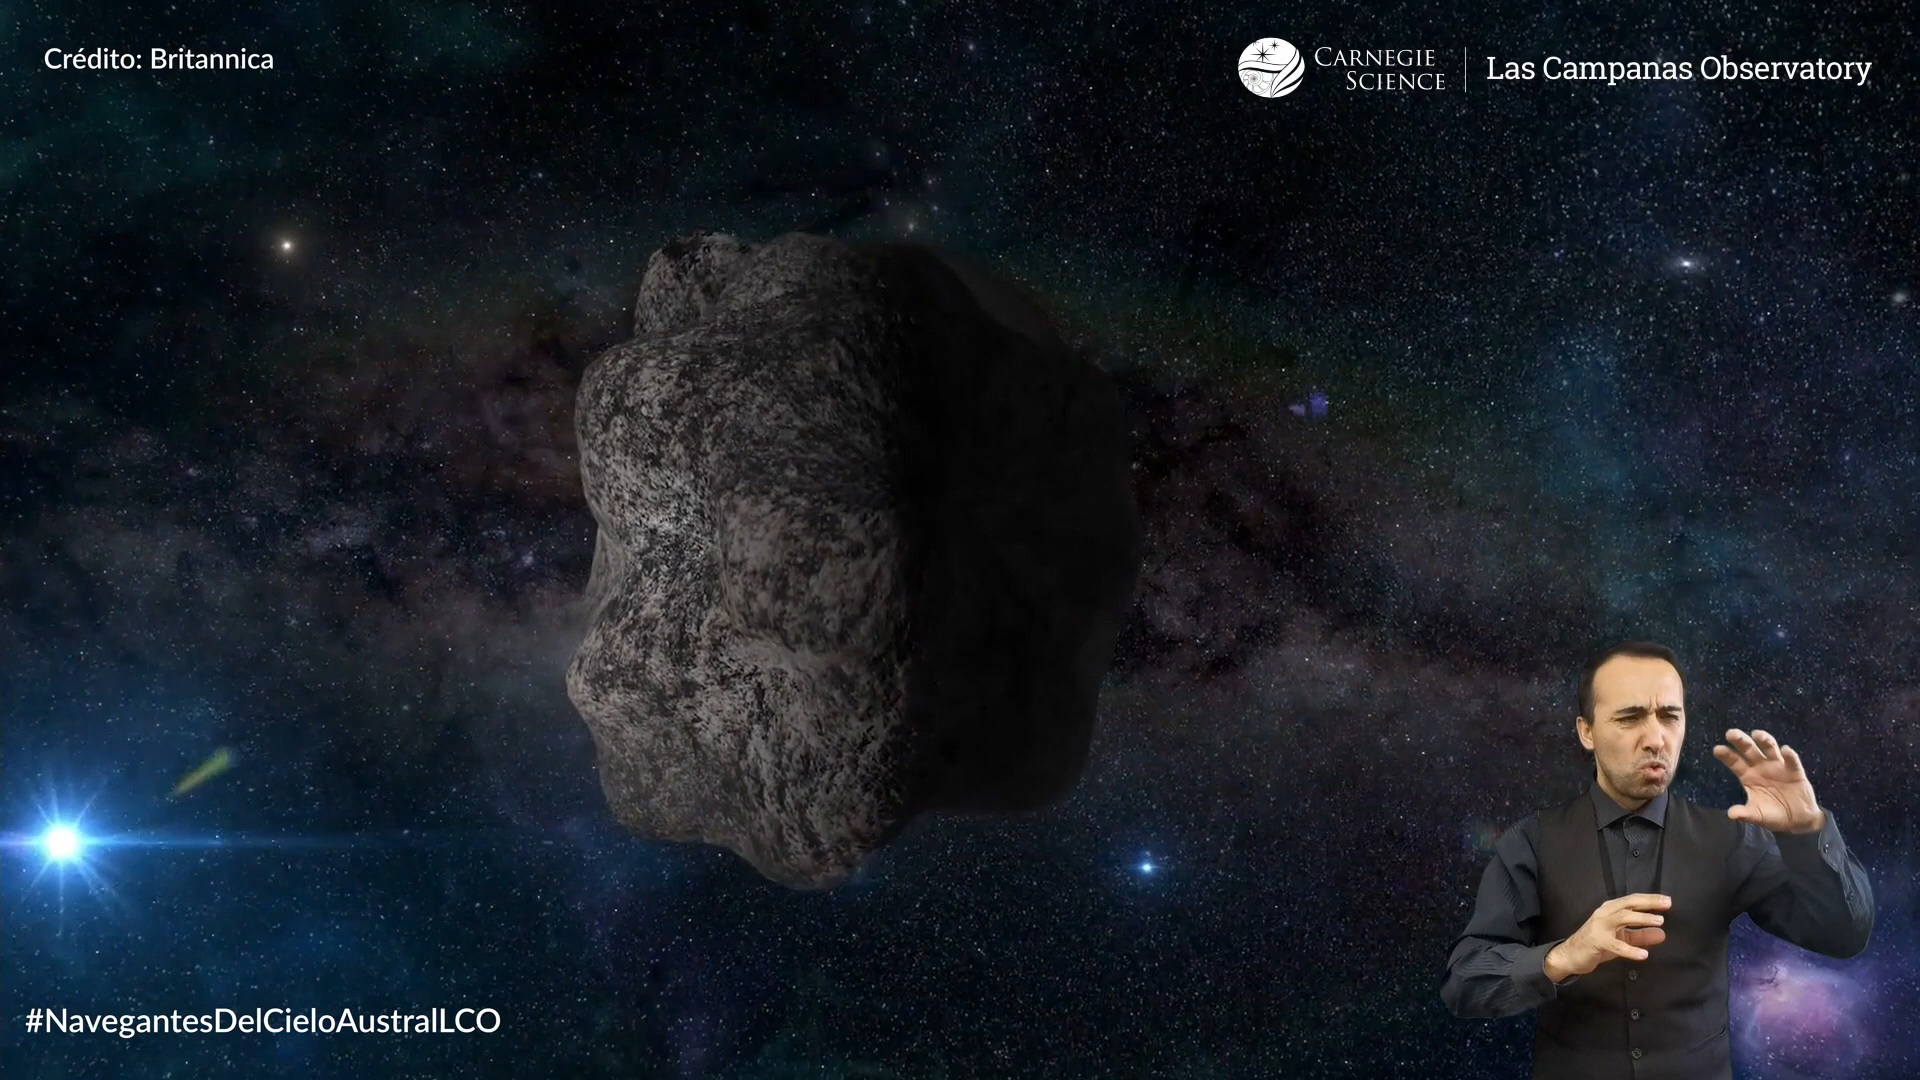 Crédito: Britannica
CARNEGIE
SCIENCE
Las Campanas Observatory
#NavegantesDelCieloAustralLCO